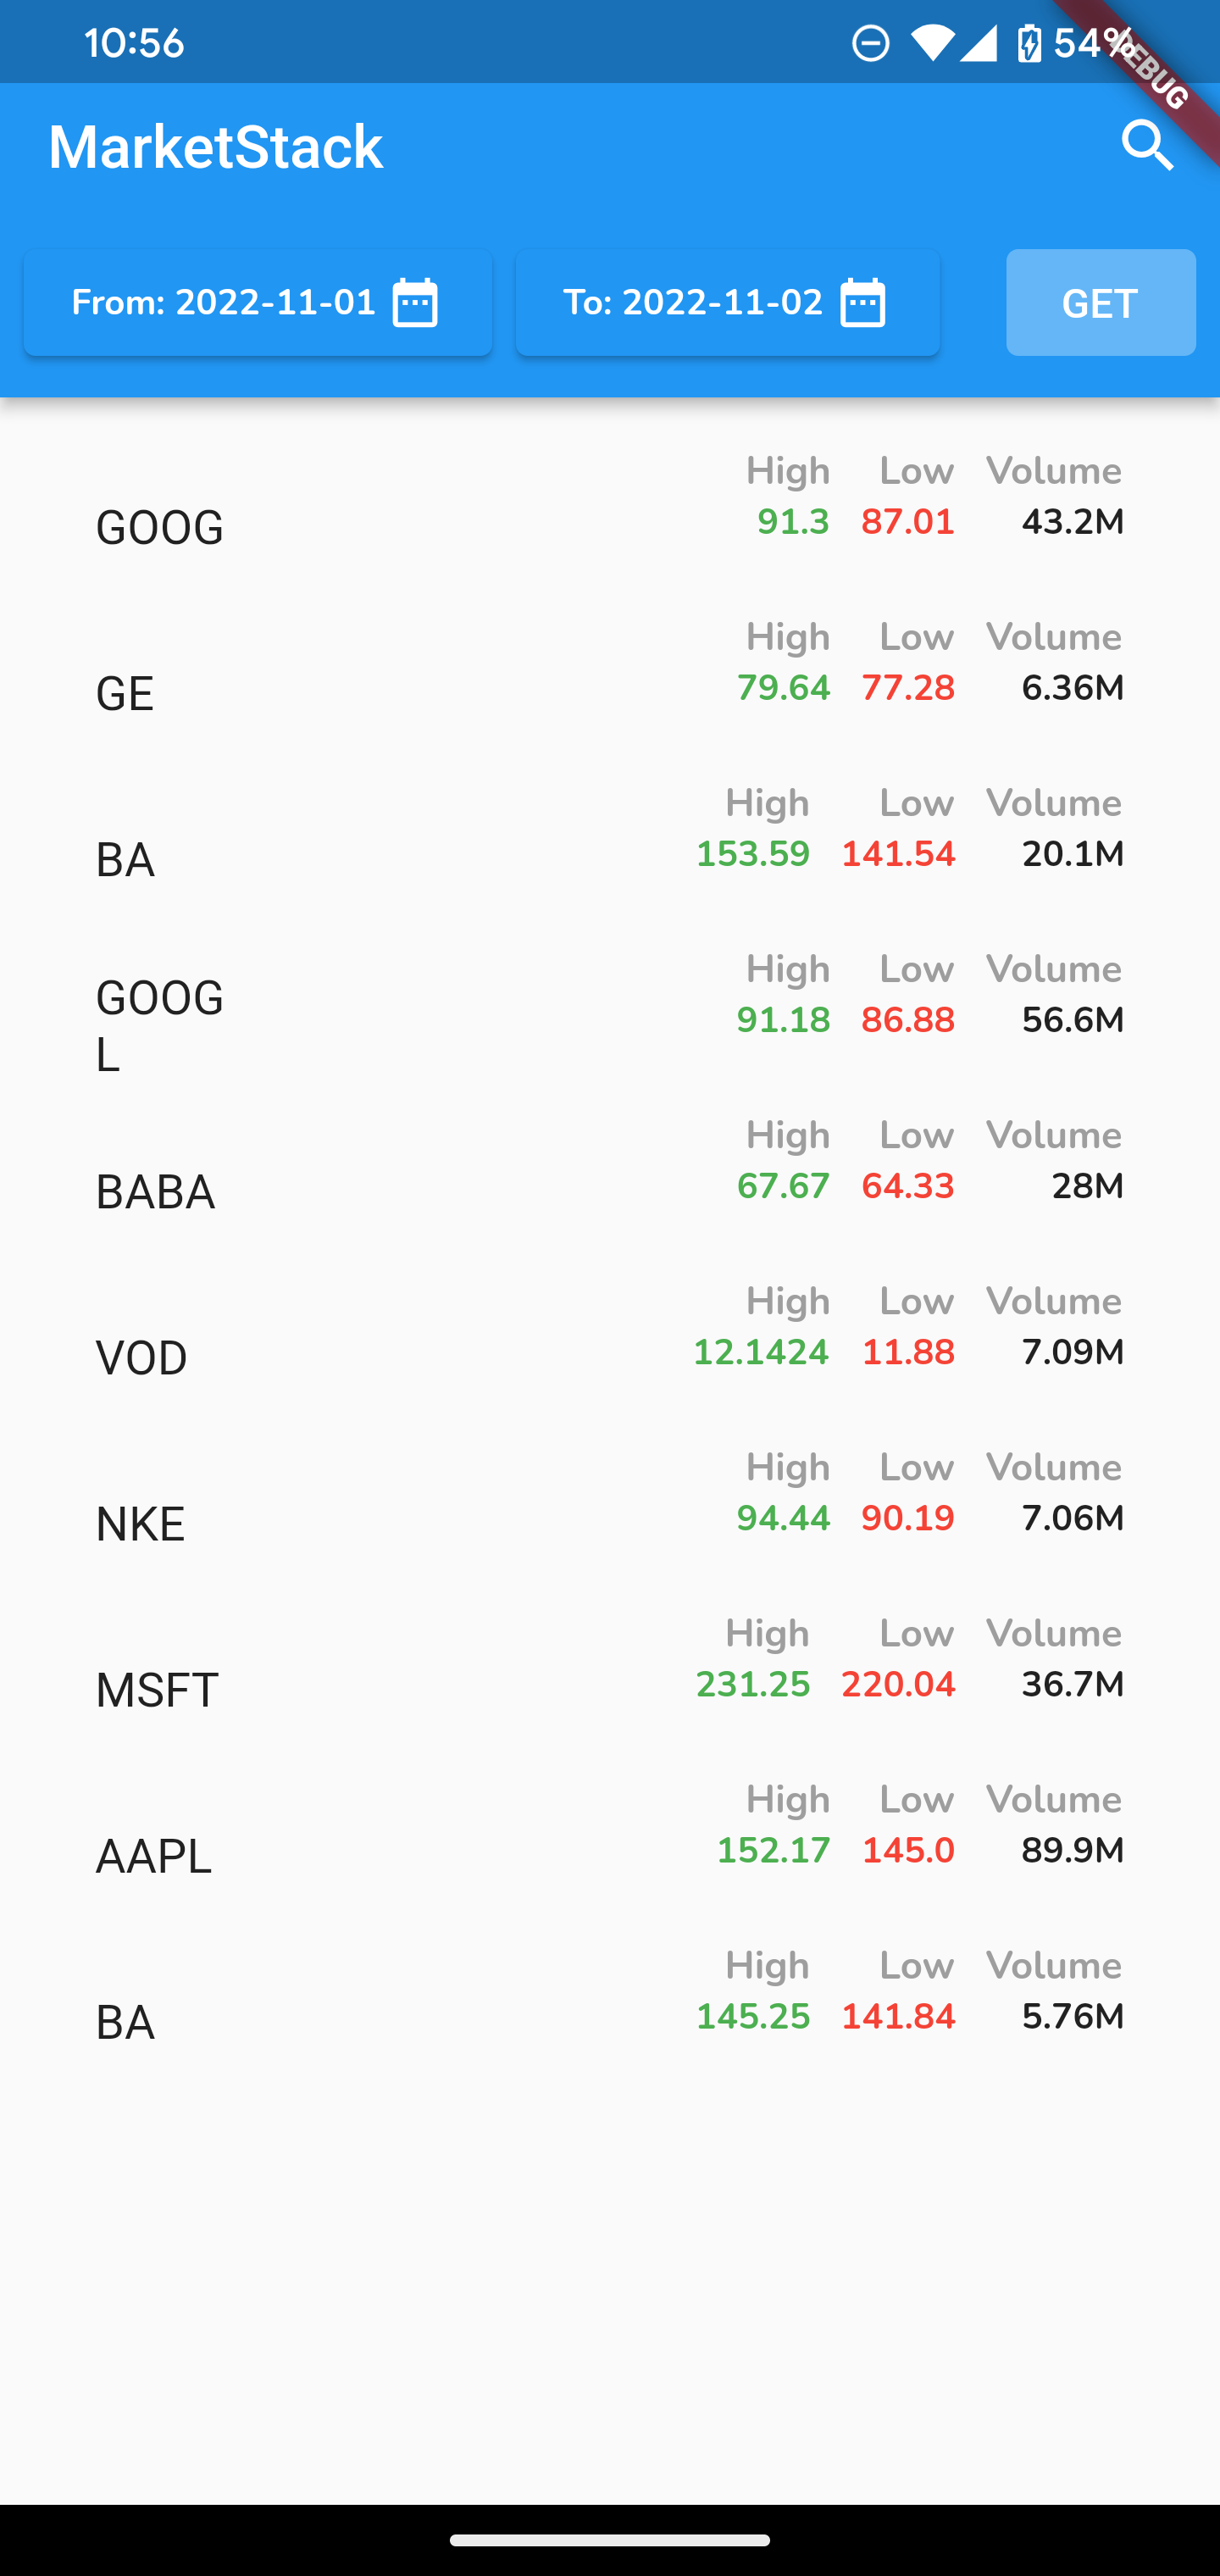 10:56 54%
DEBUG
MarketStack
From: 2022-11-01 To: 2022-11-02 GET
High Low Volume
GOOG 91.3 87.01 43.2M
High Low Volume
GE 79.64 77.28 6.36M
High Low Volume
BA 153.59 141.54 20.1M
High Low Volume
GOOG 91.18 86.88 56.6M
L
High Low Volume
BABA 67.67 64.33 28M
High Low Volume
VOD 12.1424 11.88 7.09M
High Low Volume
NKE 94.44 90.19 7.06M
High Low Volume
MSFT 231.25 220.04 36.7M
High Low Volume
AAPL 152.17 145.0 89.9M
High Low Volume
BA 145.25 141.84 5.76M